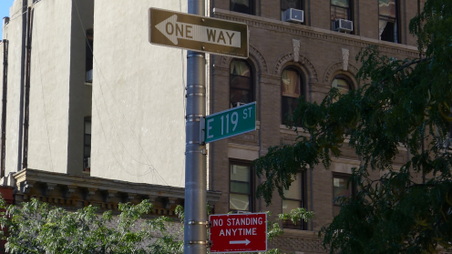 ONE WAY
E 119 ST
NO STANDING
ANYTIME